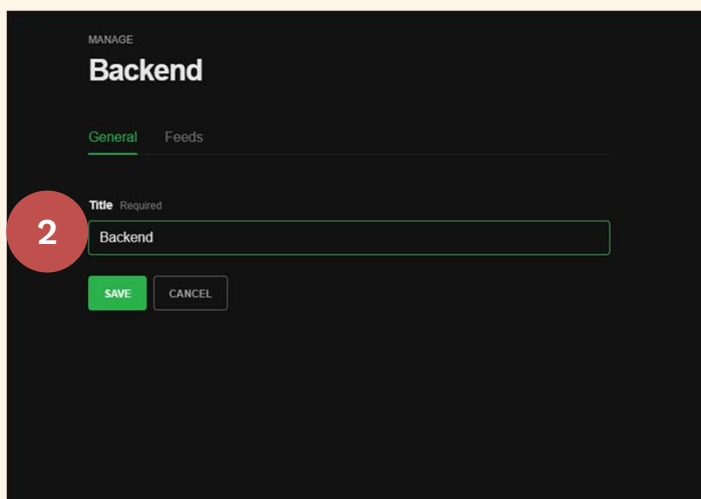 MANAGE
Backend
General Feeds
Title Required
2
Backend
SAVE CANCEL